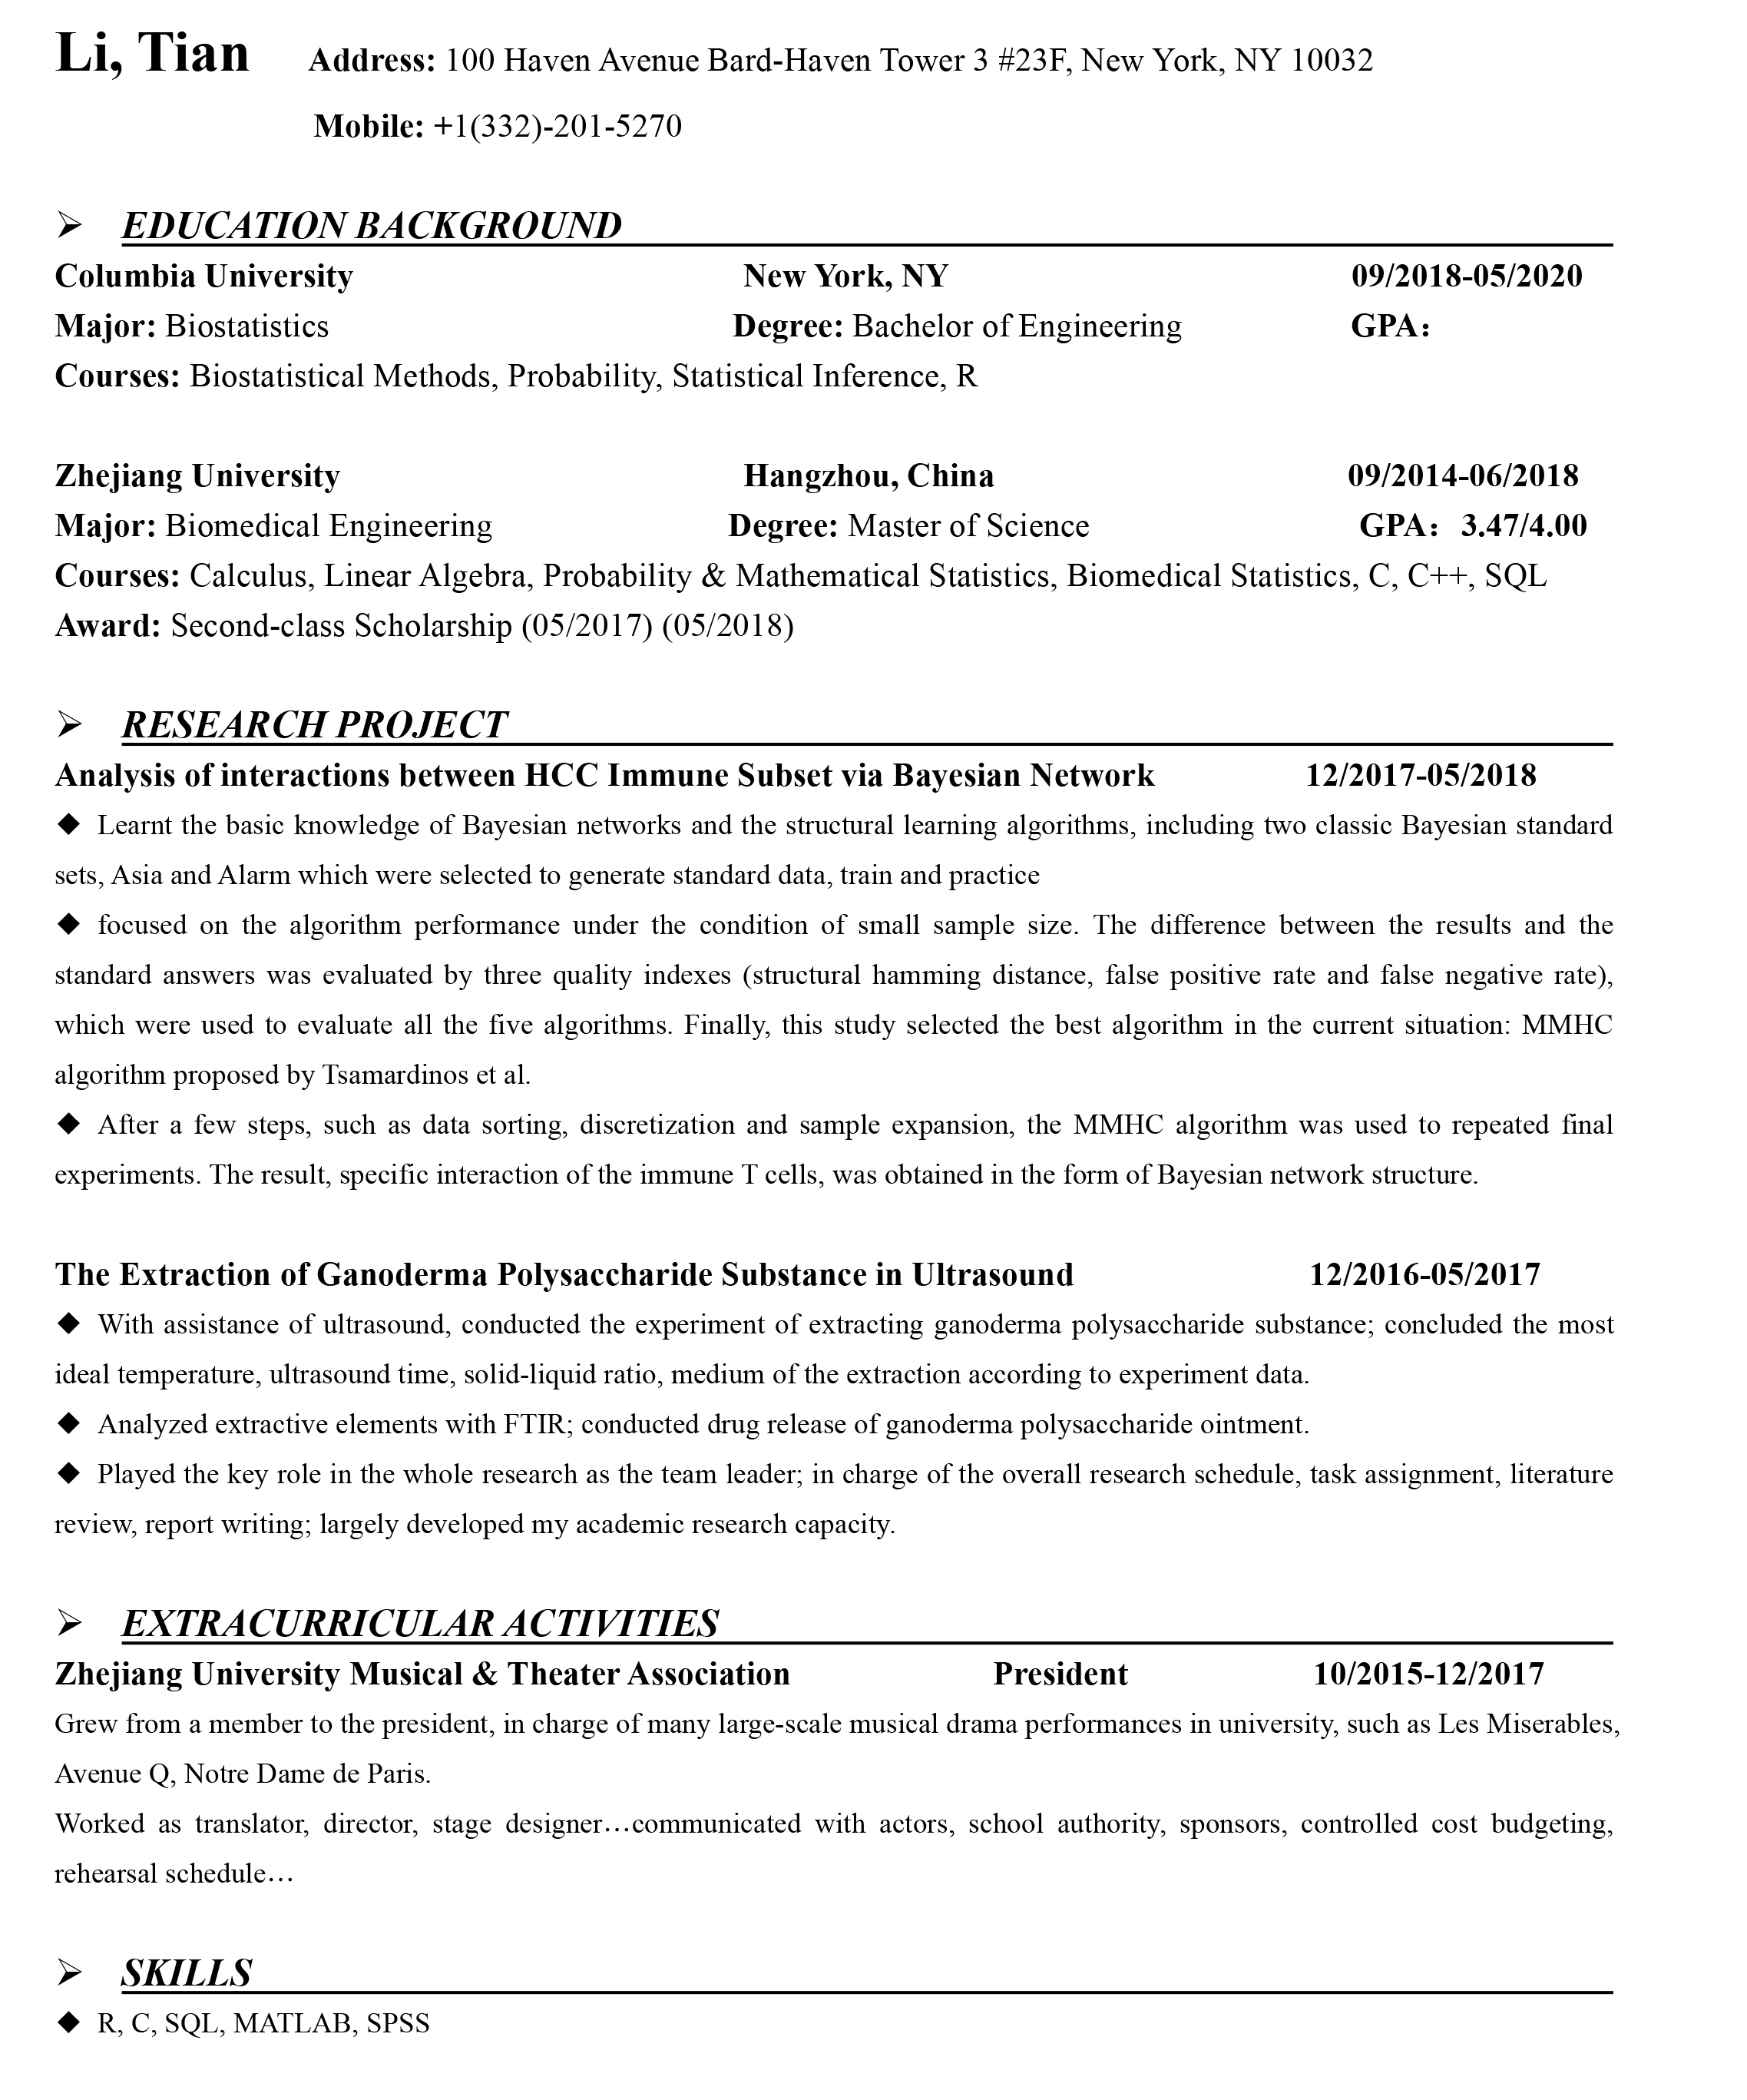 Li, Tian Address: 100 Haven Avenue Bard-Haven Tower 3 #23F, New York, NY 10032
Mobile: +1(332)-201-5270
➢ EDUCATION BACKGROUND
Columbia University New York, NY 09/2018-05/2020
Major: Biostatistics Degree: Bachelor of Engineering GPA：
Courses: Biostatistical Methods, Probability, Statistical Inference, R
Zhejiang University Hangzhou, China 09/2014-06/2018
Major: Biomedical Engineering Degree: Master of Science GPA：3.47/4.00
Courses: Calculus, Linear Algebra, Probability & Mathematical Statistics, Biomedical Statistics, C, C++, SQL
Award: Second-class Scholarship (05/2017) (05/2018)
➢ RESEARCH PROJECT
Analysis of interactions between HCC Immune Subset via Bayesian Network 12/2017-05/2018
◆ Learnt the basic knowledge of Bayesian networks and the structural learning algorithms, including two classic Bayesian standard
sets, Asia and Alarm which were selected to generate standard data, train and practice
◆ focused on the algorithm performance under the condition of small sample size. The difference between the results and the
standard answers was evaluated by three quality indexes (structural hamming distance, false positive rate and false negative rate),
which were used to evaluate all the five algorithms. Finally, this study selected the best algorithm in the current situation: MMHC
algorithm proposed by Tsamardinos et al.
◆ After a few steps, such as data sorting, discretization and sample expansion, the MMHC algorithm was used to repeated final
experiments. The result, specific interaction of the immune T cells, was obtained in the form of Bayesian network structure.
The Extraction of Ganoderma Polysaccharide Substance in Ultrasound 12/2016-05/2017
◆ With assistance of ultrasound, conducted the experiment of extracting ganoderma polysaccharide substance; concluded the most
ideal temperature, ultrasound time, solid-liquid ratio, medium of the extraction according to experiment data.
◆ Analyzed extractive elements with FTIR; conducted drug release of ganoderma polysaccharide ointment.
◆ Played the key role in the whole research as the team leader; in charge of the overall research schedule, task assignment, literature
review, report writing; largely developed my academic research capacity.
➢ EXTRACURRICULAR ACTIVITIES
Zhejiang University Musical & Theater Association President 10/2015-12/2017
Grew from a member to the president, in charge of many large-scale musical drama performances in university, such as Les Miserables,
Avenue Q, Notre Dame de Paris.
Worked as translator, director, stage designer…communicated with actors, school authority, sponsors, controlled cost budgeting,
rehearsal schedule…
➢ SKILLS
◆ R, C, SQL, MATLAB, SPSS